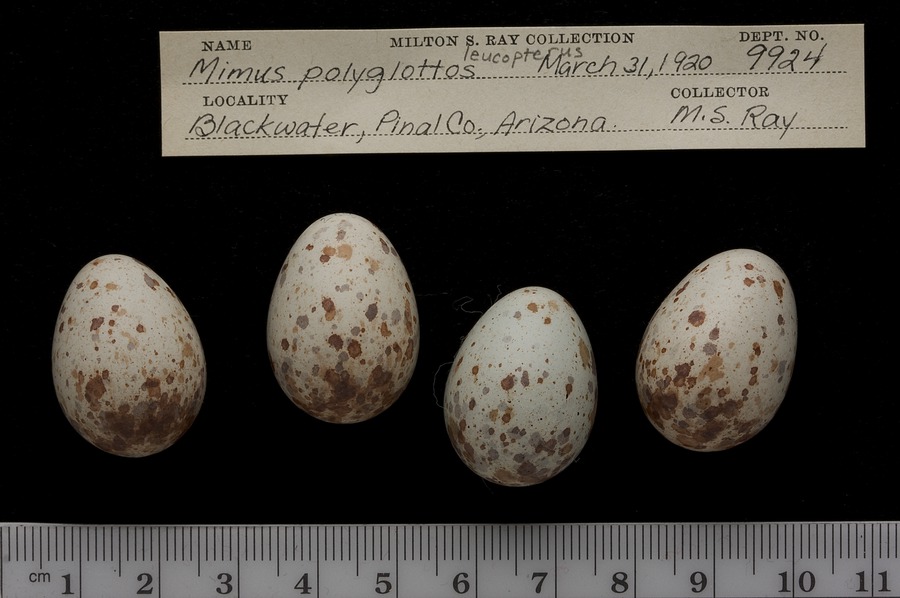 NAME MILTON S. RAY COLLECTION DEPT. NO.
leucopterus
Mimus polyglottos March 31, 1920 9924
LOCALITY COLLECTOR
Blackwater, Pinal Co., Arizona. M.S. Ray
cm 1 2 3 4 5 6 7 8 9 10 11